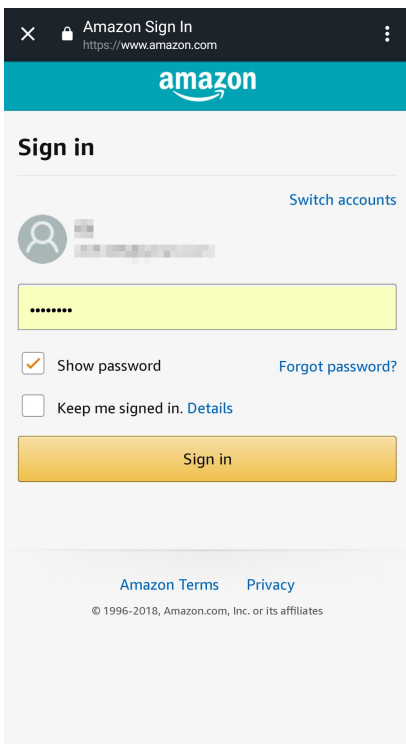 Amazon Sign In
https://www.amazon.com
amazon
Sign in
Switch accounts
••••••••
Show password Forgot password?
Keep me signed in. Details
Sign in
Amazon Terms Privacy
© 1996-2018, Amazon.com, Inc. or its affiliates